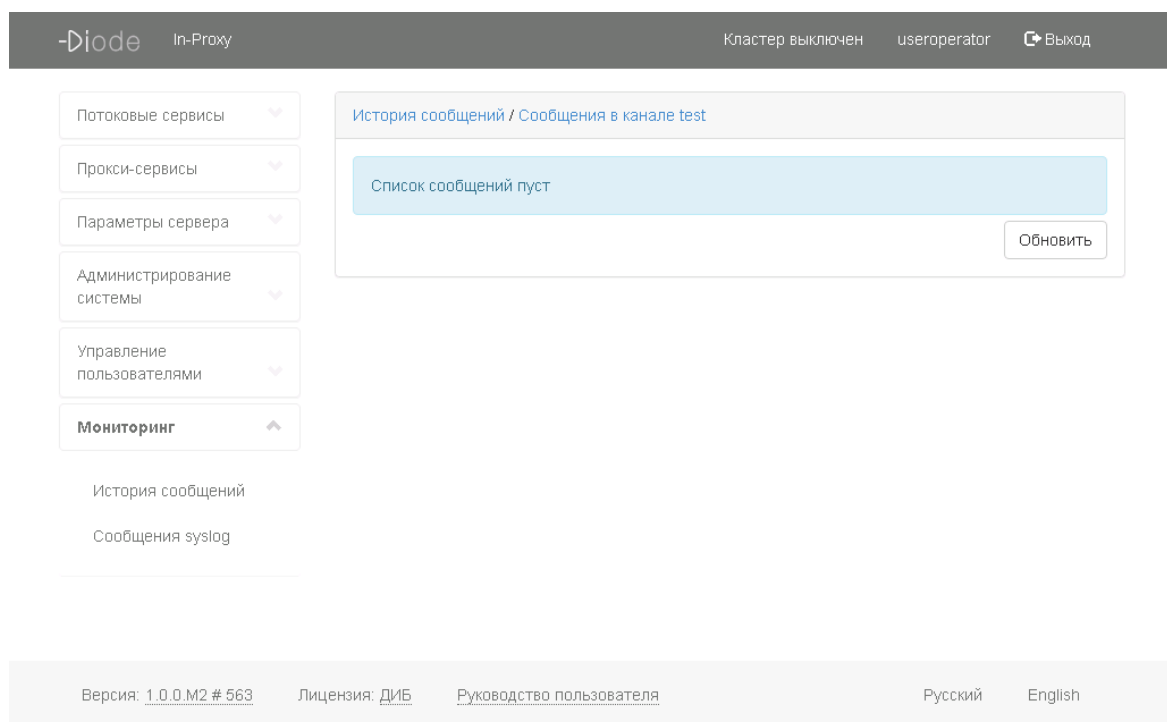 -Diode In-Proxy Кластер выключен useroperator Выход
Потоковые сервисы
Прокси-сервисы
Параметры сервера
Администрирование
системы
Управление
пользователями
Мониторинг
История сообщений
Сообщения syslog
История сообщений / Сообщения в канале test
Список сообщений пуст
Обновить
Версия: 1.0.0.M2 # 563 Лицензия: ДИБ Руководство пользователя Русский English